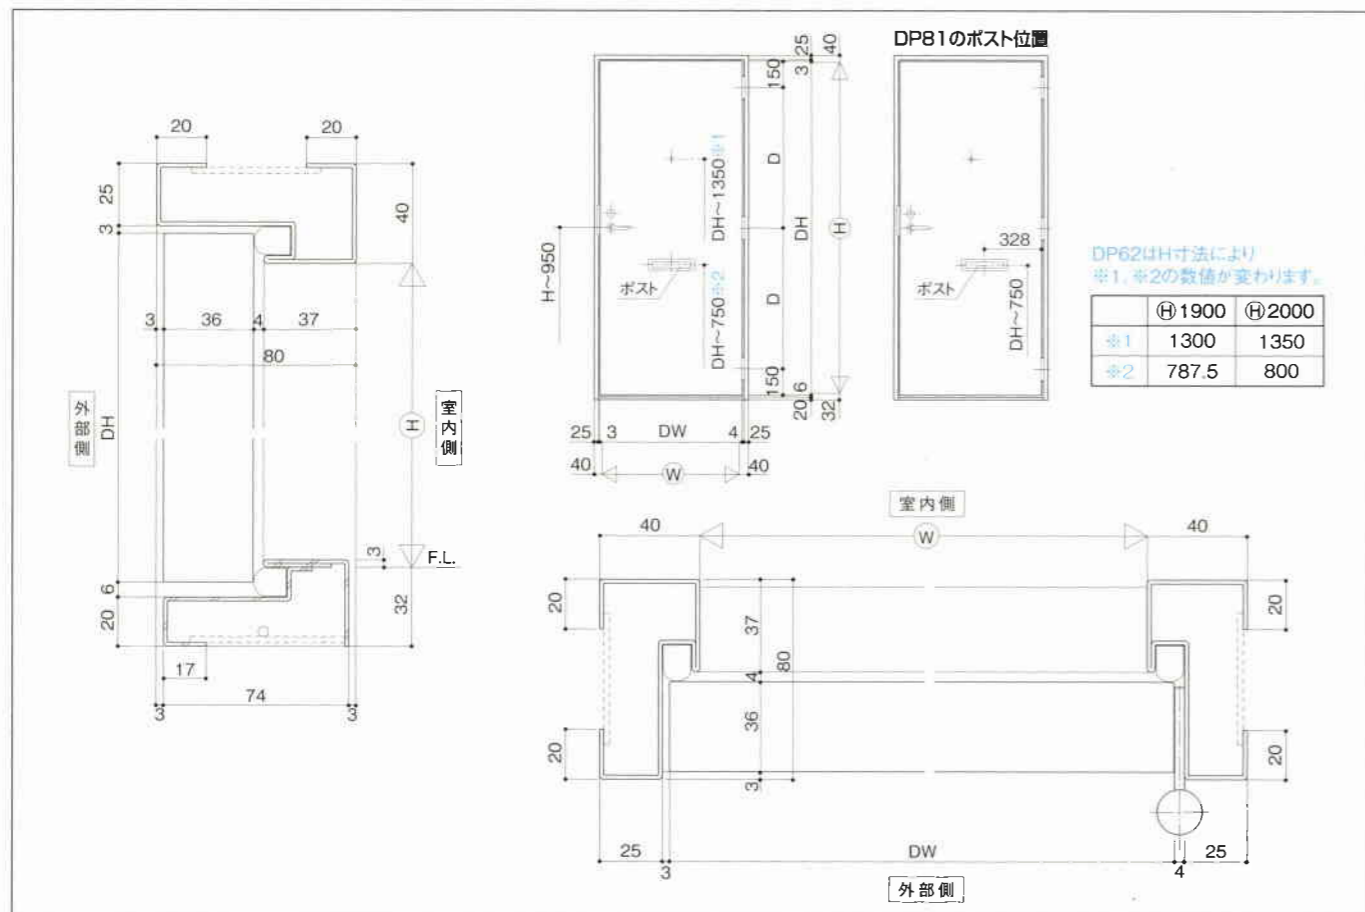 20
20
25
3
40
3
36
4
37
80
外部側
DH
H
室内側
3
F.L.
6
20
32
17
74
3
3
25
40
150
3
D
DH～1350※1
DH
H
H～950
ポスト
DH～750※2
D
150
6
20
32
25
3
DW
4
25
40
W
40
DP81のポスト位置
328
ポスト
DH～750
DP62はH寸法により
※1、※2の数値が変わります。
Ⓗ1900 Ⓗ2000
※1 1300 1350
※2 787.5 800
室内側
40
W
40
20
37
80
20
4
36
20
3
20
25
3
DW
4
25
外部側